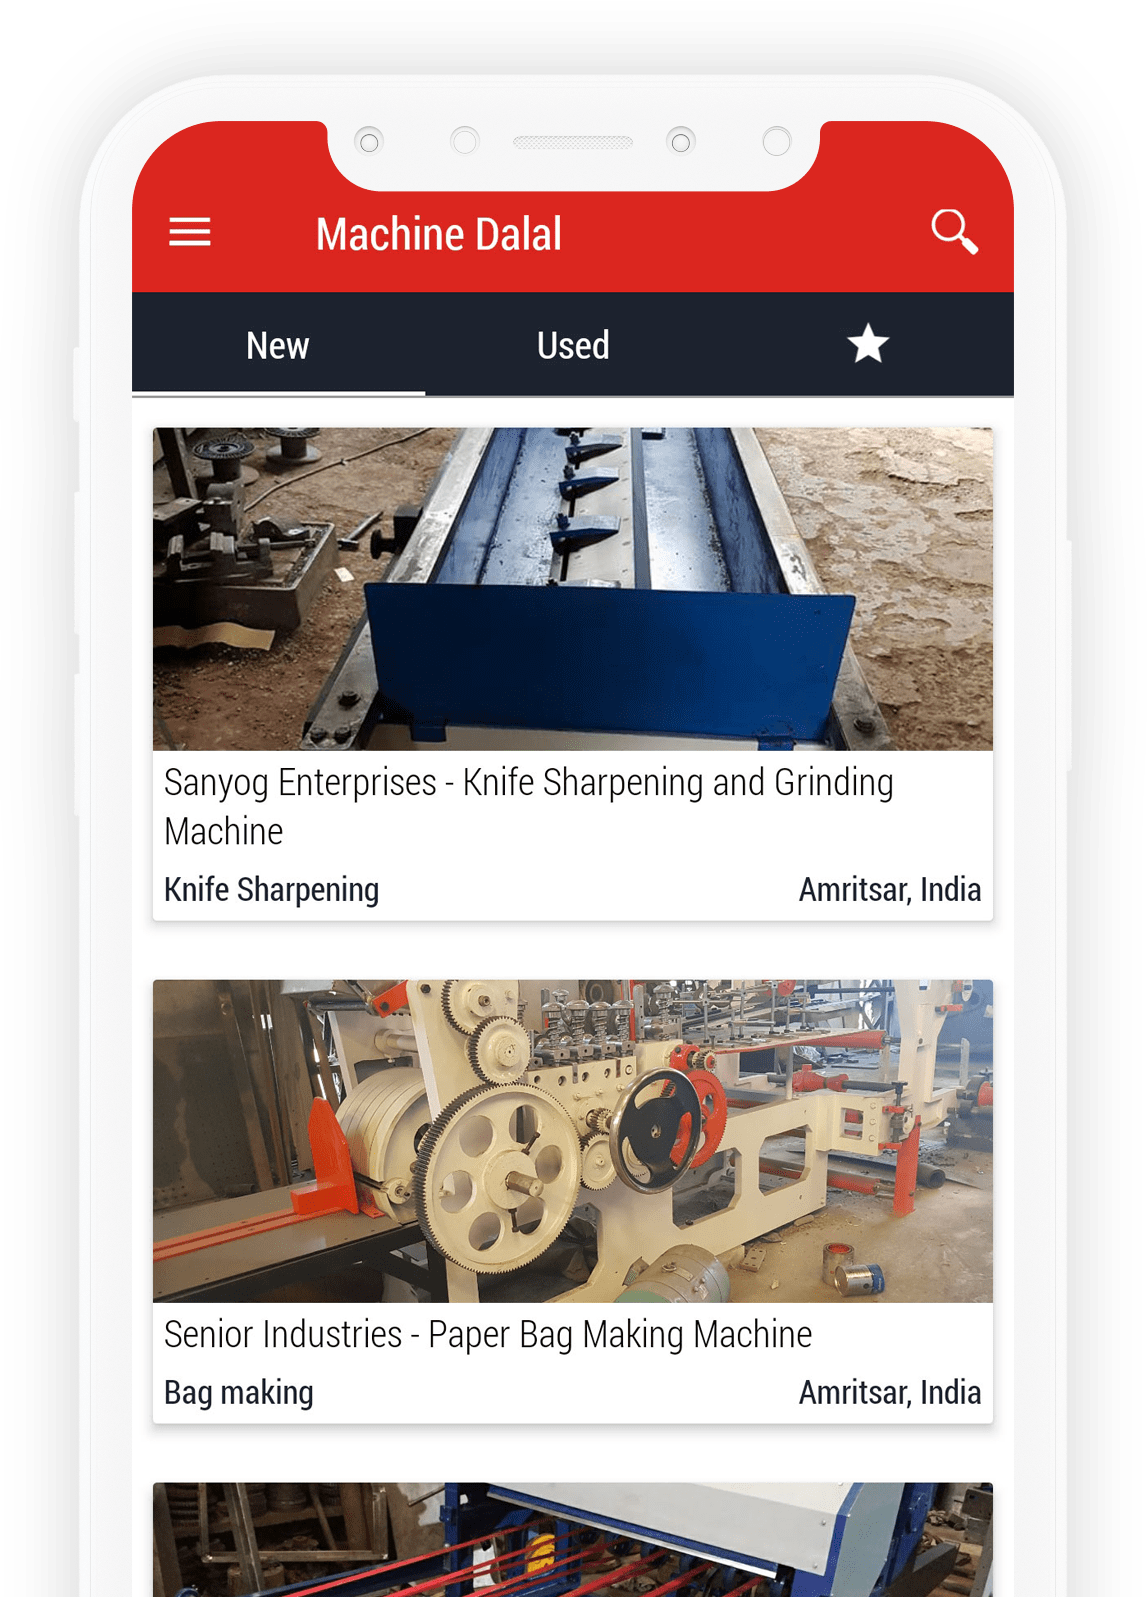 Machine Dalal
New
Used
Sanyog Enterprises - Knife Sharpening and Grinding
Machine
Knife Sharpening
Amritsar, India
Senior Industries - Paper Bag Making Machine
Bag making
Amritsar, India